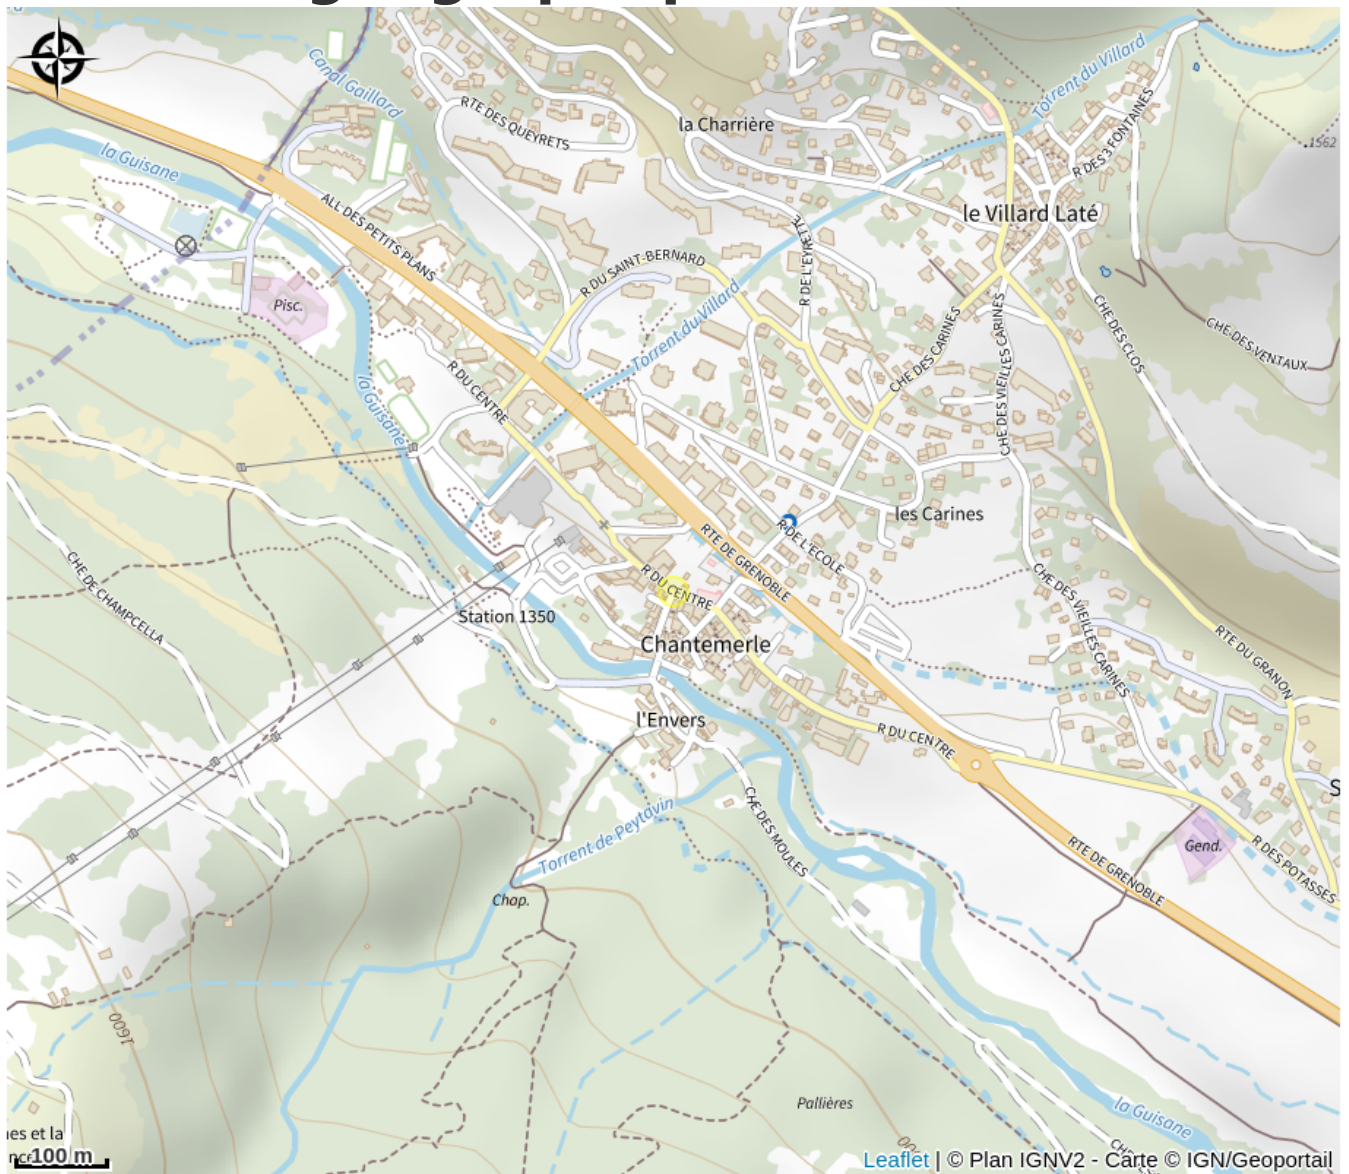 Canal Gaillard
Torrent du Villard
RTE DES QUEYRETS
la Charrière
R DES 3 FONTAINES
.1562
la Guisane
ALL DES PETITS PLANS
le Villard Laté
R DE L'EYRETTE
R DU SAINT-BERNARD
Pisc.
Torrent du Villard
CHE DES CARINES
CHE DES VIEILLES CARINES
CHE DES CLOS
CHE DES VENTAUX
R DU CENTRE
la Guisane
les Carines
R DE L'ECOLE
RTE DE GRENOBLE
CHE DE CHAMPCELLA
R DU CENTRE
CHE DES VIEILLES CARINES
Station 1350
Chantemerle
RTE DU GRANON
l'Envers
R DU CENTRE
S
CHE DES MOULES
Torrent de Peytavin
RTE DE GRENOBLE
Gend.
R DES POTASSES
Chap.
1600
Pallières
la Guisane
nes et la
100 m
Leaflet | © Plan IGNV2 - Carte © IGN/Geoportail